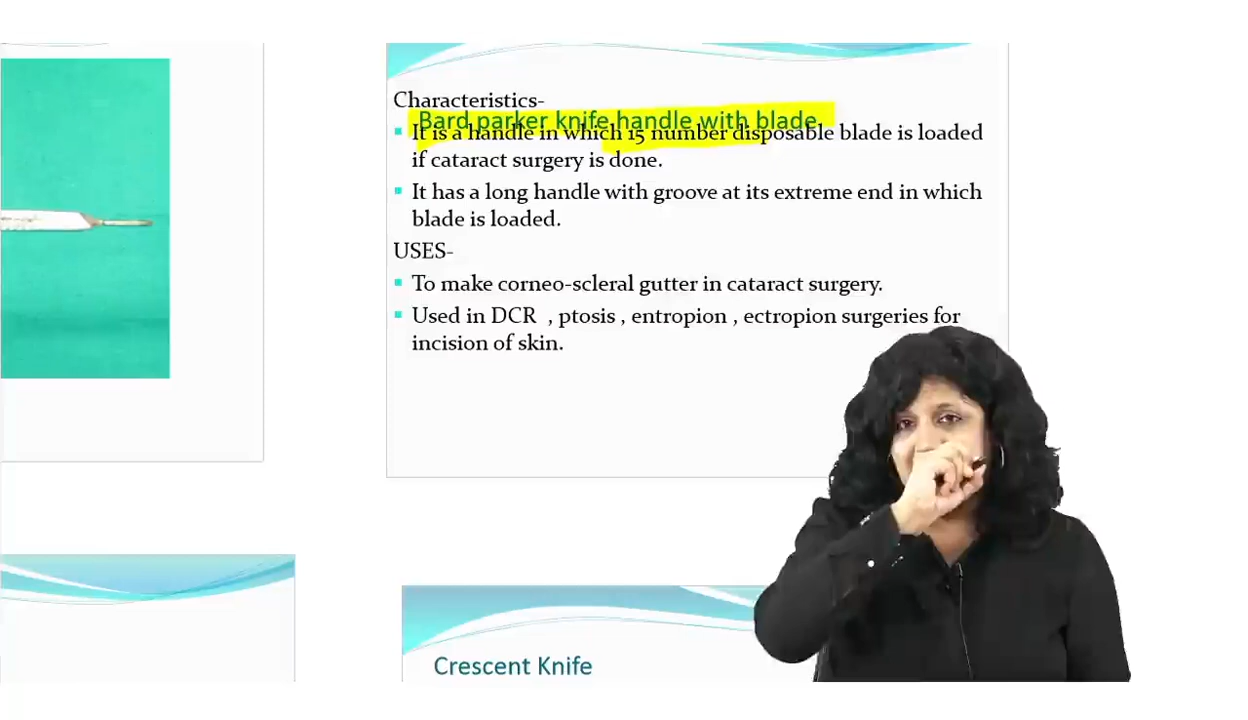 Characteristics-
Bard parker knife handle with blade.
It is a handle in which 15 number disposable blade is loaded
if cataract surgery is done.
It has a long handle with groove at its extreme end in which
blade is loaded.
USES-
To make corneo-scleral gutter in cataract surgery.
Used in DCR , ptosis , entropion , ectropion surgeries for
incision of skin.
Crescent Knife